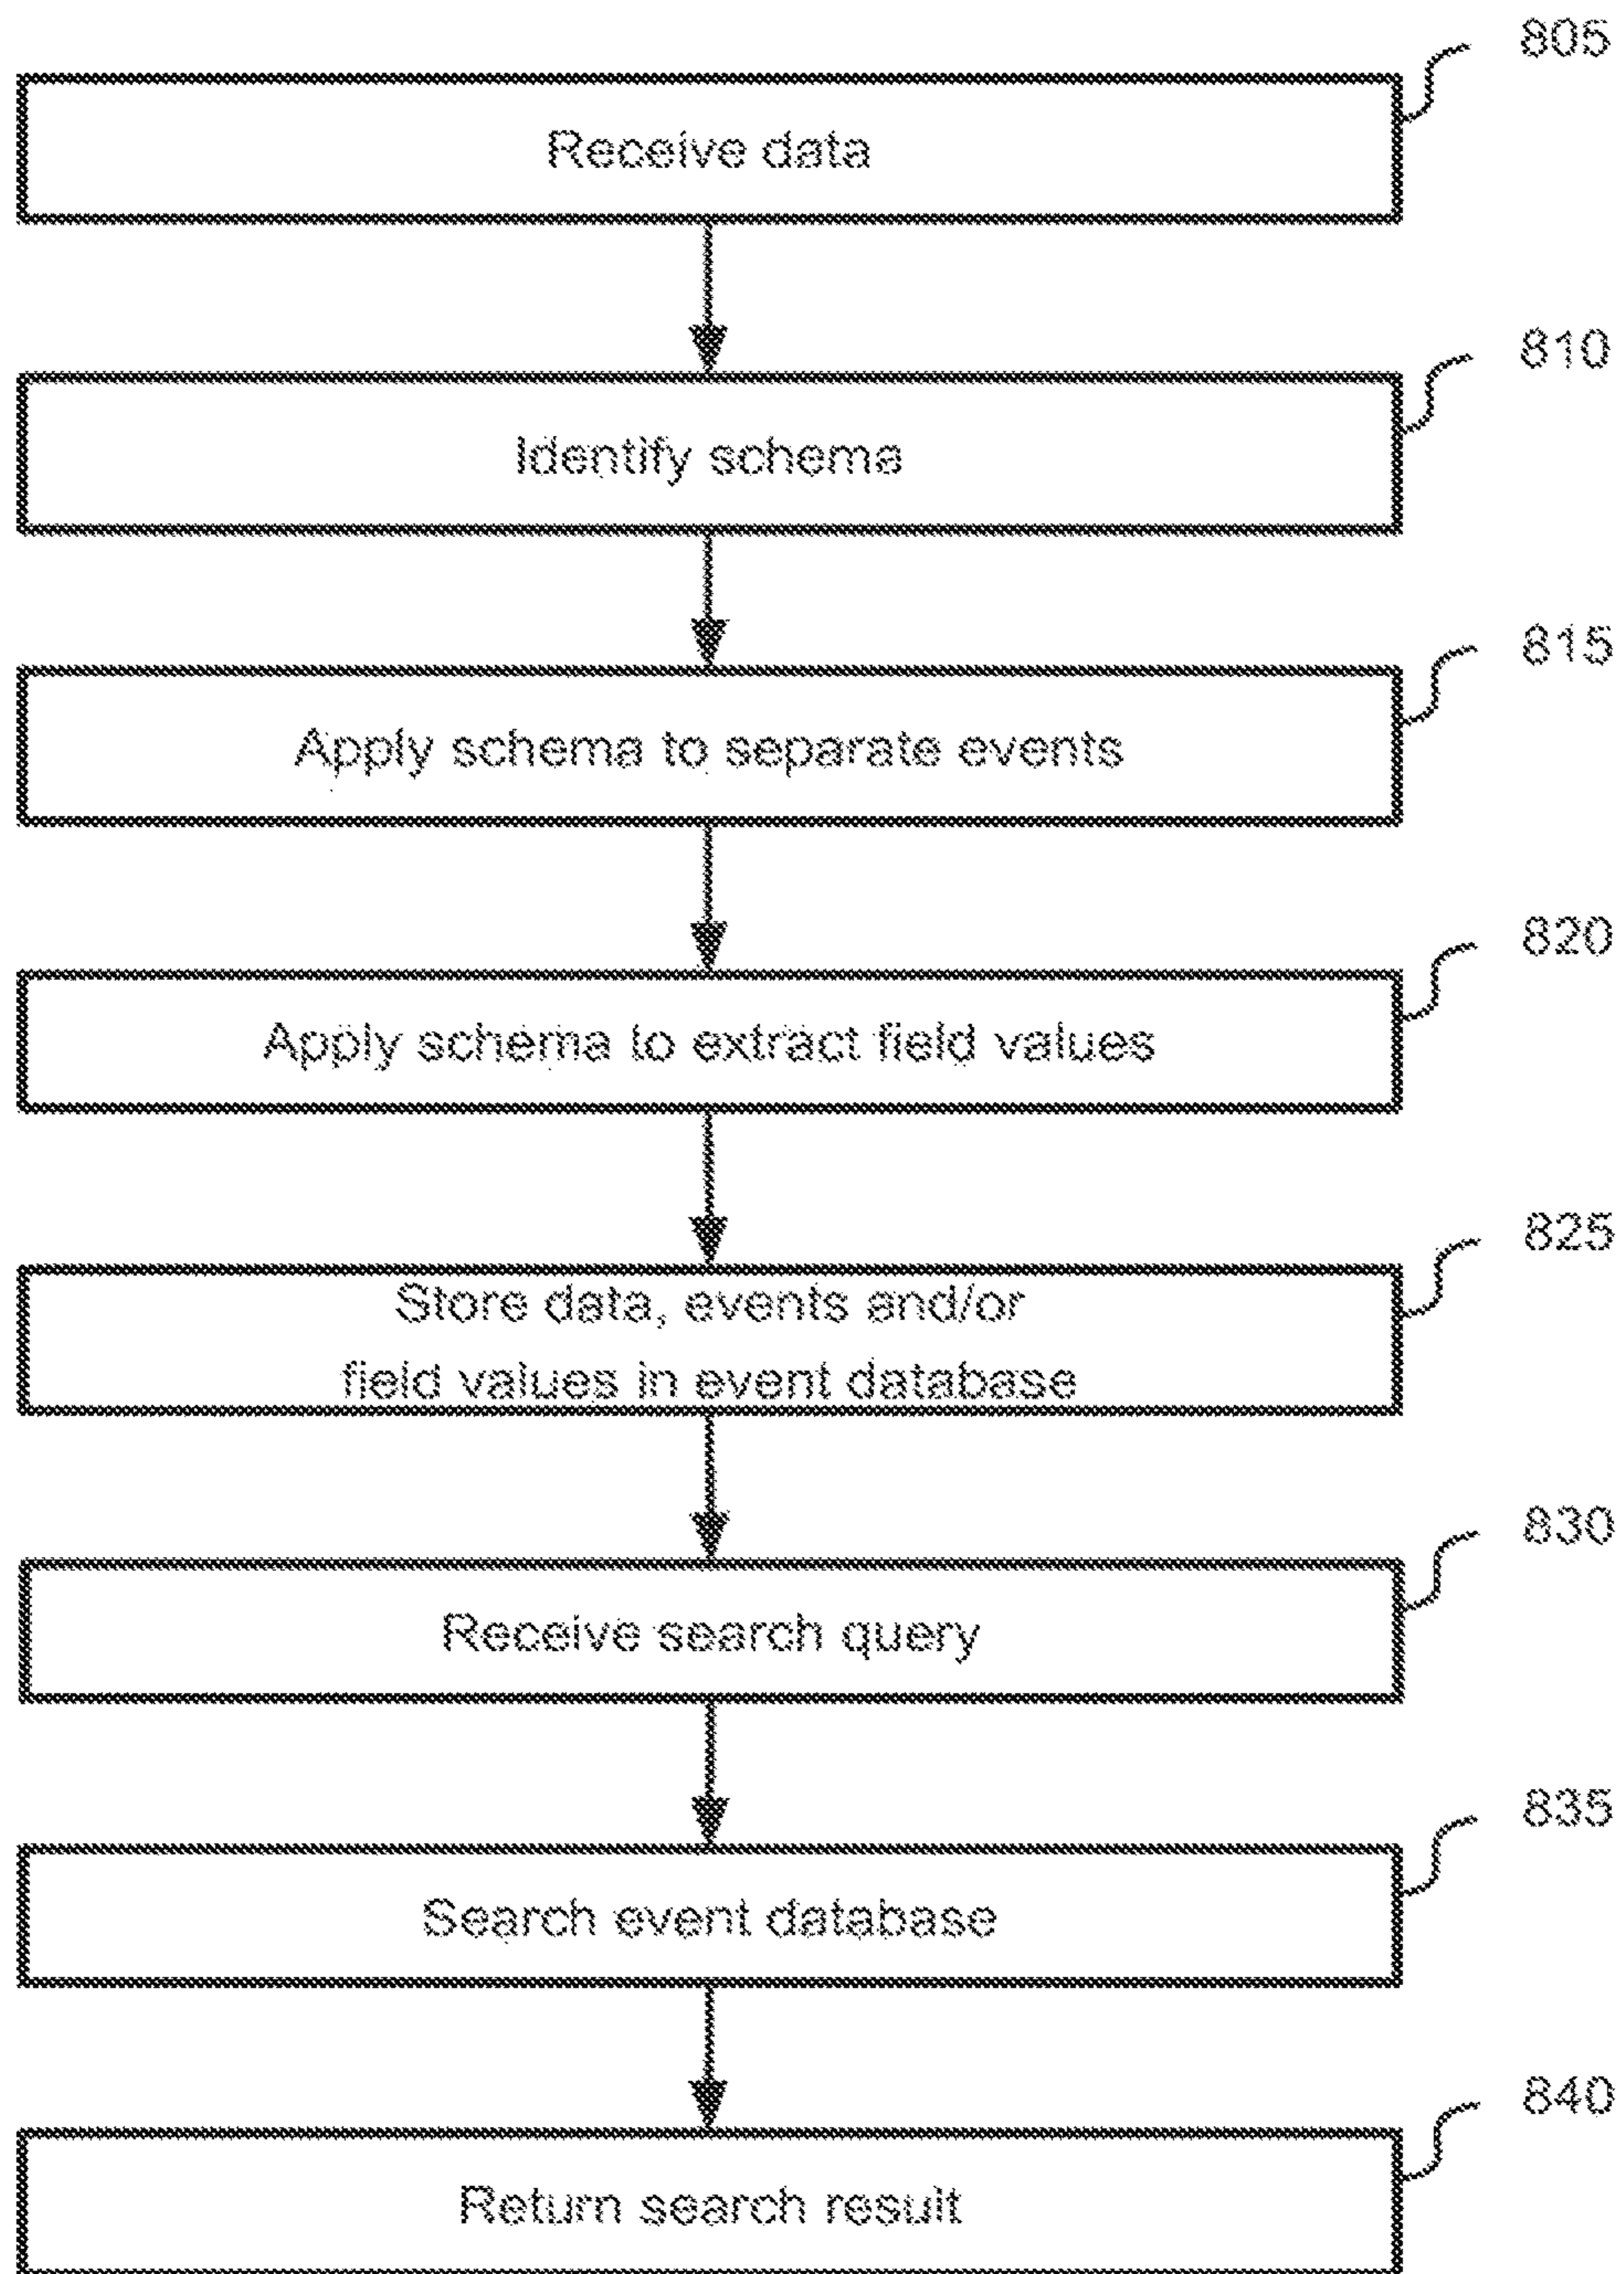 805
Receive data
810
Identify schema
815
Apply schema to separate events
820
Apply schema to extract field values
825
Store data, events and/or
field values in event database
830
Receive search query
835
Search event database
840
Return search result